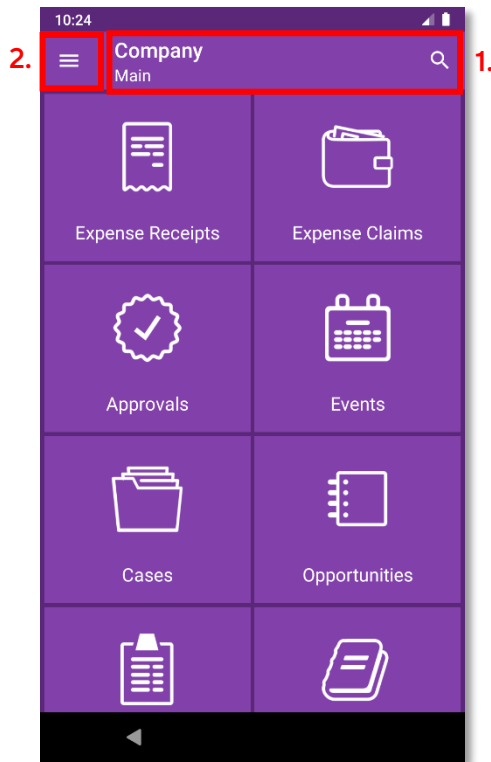 10:24
2.
Company
Main
1.
Expense Receipts
Expense Claims
Approvals
Events
Cases
Opportunities